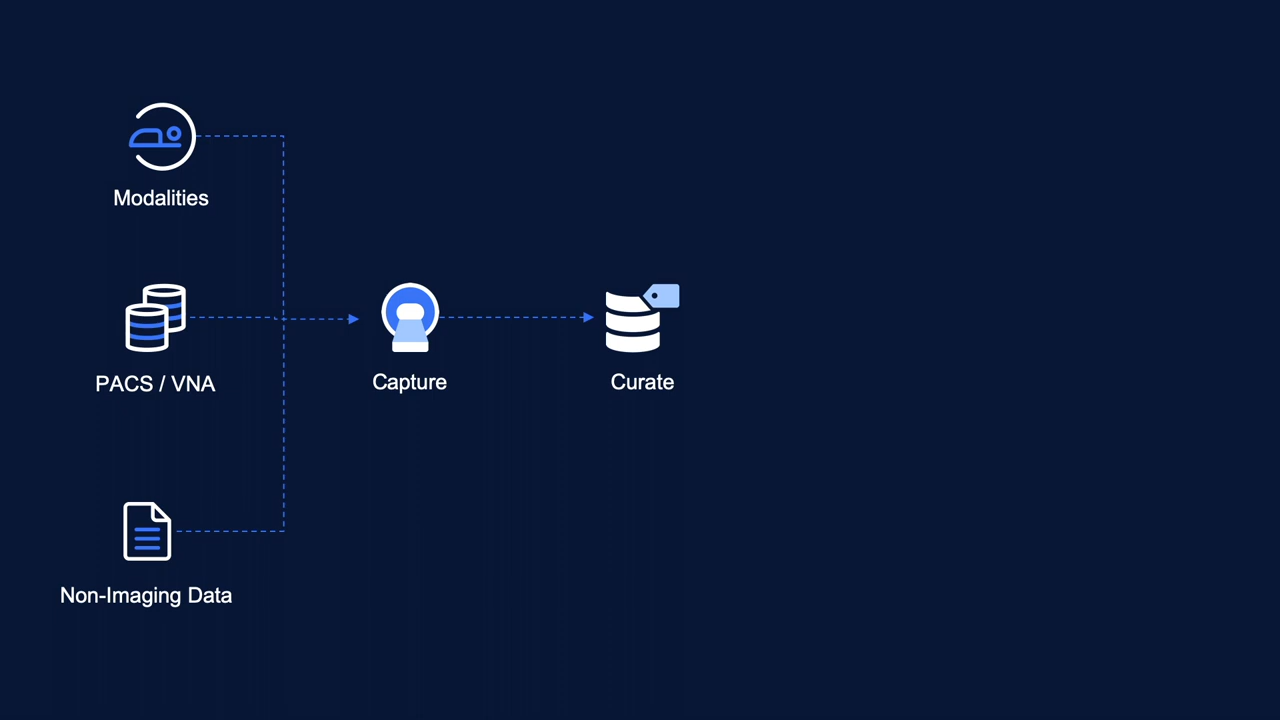 Modalities
PACS / VNA
Capture
Curate
Non-Imaging Data